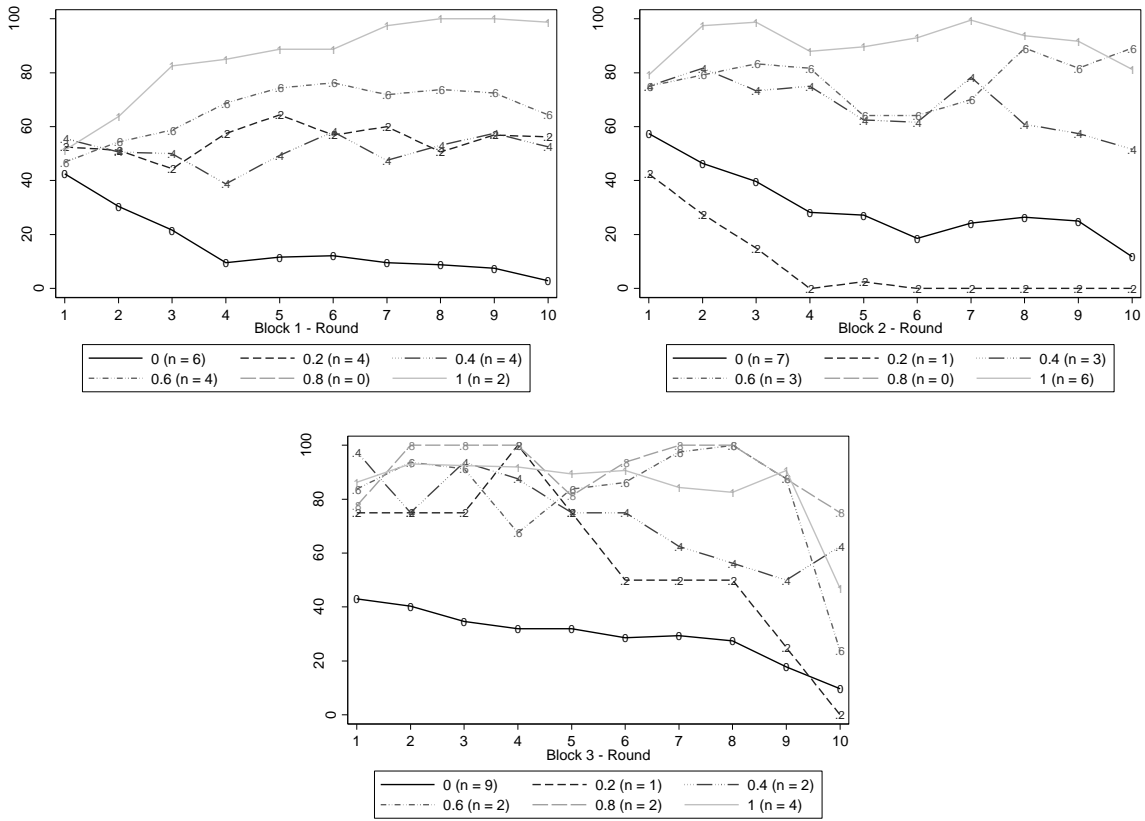 100
80
60
40
20
0
1 2 3 4 5 6 7 8 9 10
Block 1 - Round
0 (n = 6) 0.2 (n = 4) 0.4 (n = 4)
0.6 (n = 4) 0.8 (n = 0) 1 (n = 2)
100
80
60
40
20
0
1 2 3 4 5 6 7 8 9 10
Block 2 - Round
0 (n = 7) 0.2 (n = 1) 0.4 (n = 3)
0.6 (n = 3) 0.8 (n = 0) 1 (n = 6)
100
80
60
40
20
0
1 2 3 4 5 6 7 8 9 10
Block 3 - Round
0 (n = 9) 0.2 (n = 1) 0.4 (n = 2)
0.6 (n = 2) 0.8 (n = 2) 1 (n = 4)